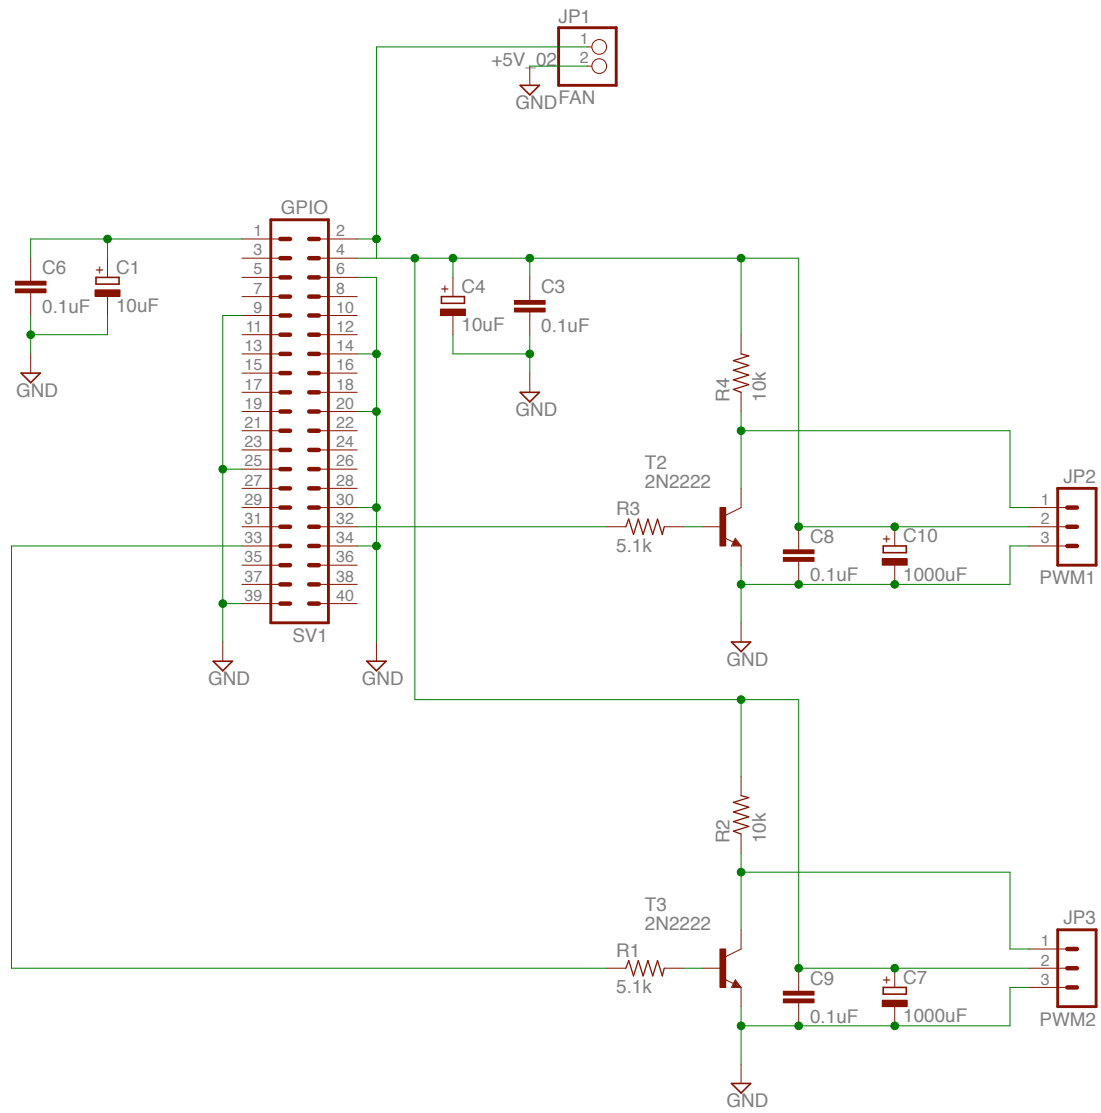 JP1
1
+5V_02
2
GND
FAN
GPIO
1 2
3 4
5 6
7 8
9 10
11 12
13 14
15 16
17 18
19 20
21 22
23 24
25 26
27 28
29 30
31 32
33 34
35 36
37 38
39 40
SV1
C6
0.1uF
+
C1
10uF
GND
GND
GND
+
C4
10uF
C3
0.1uF
GND
R4
10k
T2
2N2222
R3
5.1k
C8
0.1uF
+
C10
1000uF
JP2
1
2
3
PWM1
GND
R2
10k
T3
2N2222
R1
5.1k
C9
0.1uF
+
C7
1000uF
JP3
1
2
3
PWM2
GND